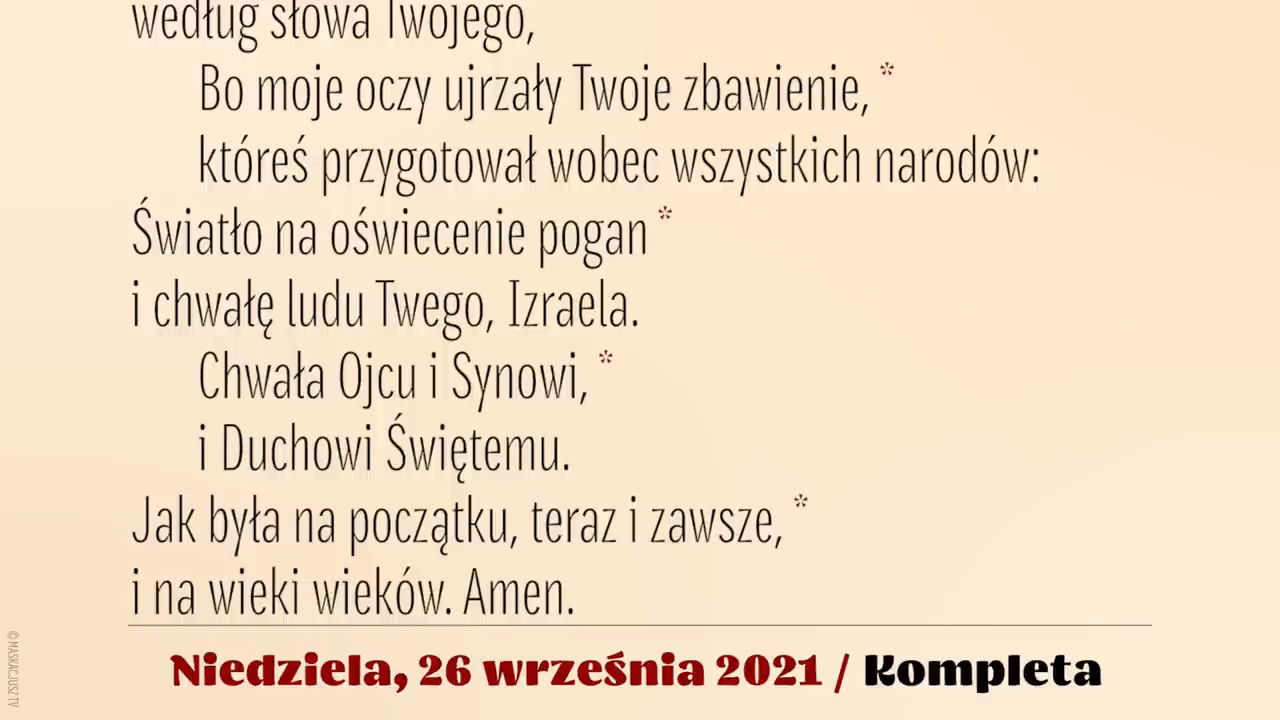 według słowa Twojego,
Bo moje oczy ujrzały Twoje zbawienie, *
któreś przygotował wobec wszystkich narodów:
Światło na oświecenie pogan *
i chwałę ludu Twego, Izraela.
Chwała Ojcu i Synowi, *
i Duchowi Świętemu.
Jak była na początku, teraz i zawsze, *
i na wieki wieków. Amen.
Niedziela, 26 września 2021 / Kompleta
© MASKACJUSZ TV